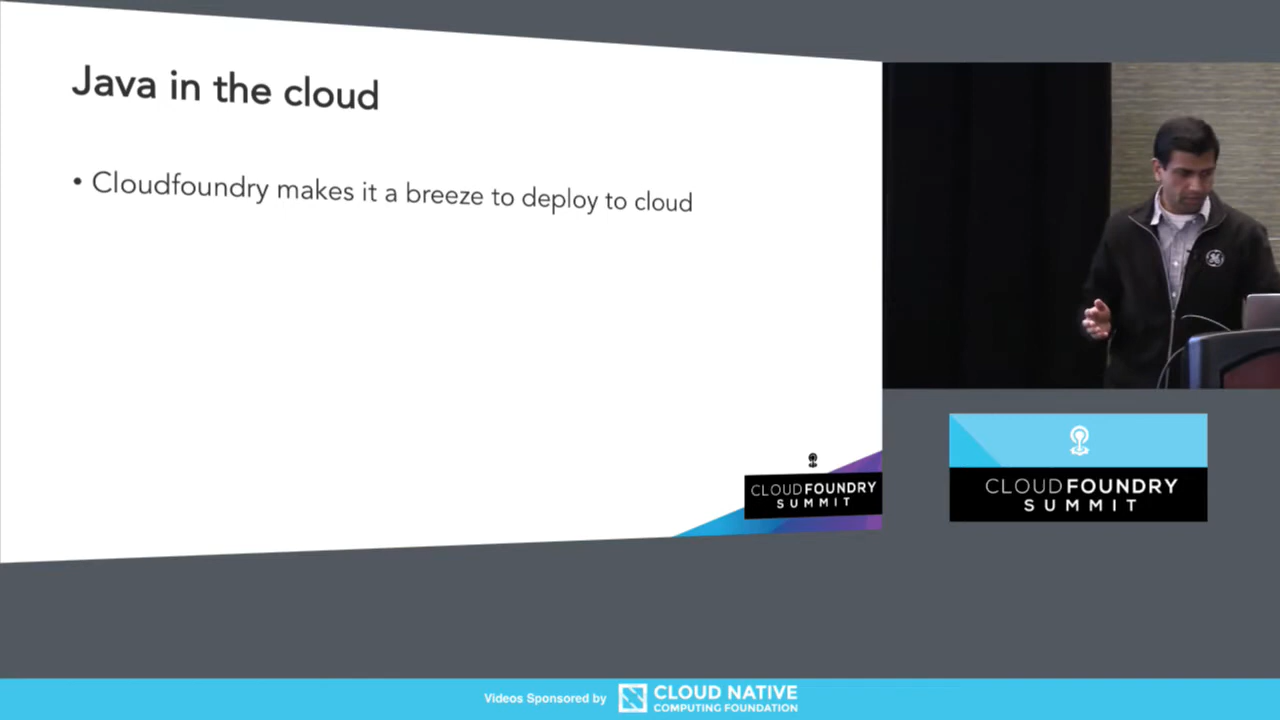 Java in the cloud
• Cloudfoundry makes it a breeze to deploy to cloud
CLOUDFOUNDRY
SUMMIT
CLOUDFOUNDRY
SUMMIT
Videos Sponsored by
CLOUD NATIVE
COMPUTING FOUNDATION